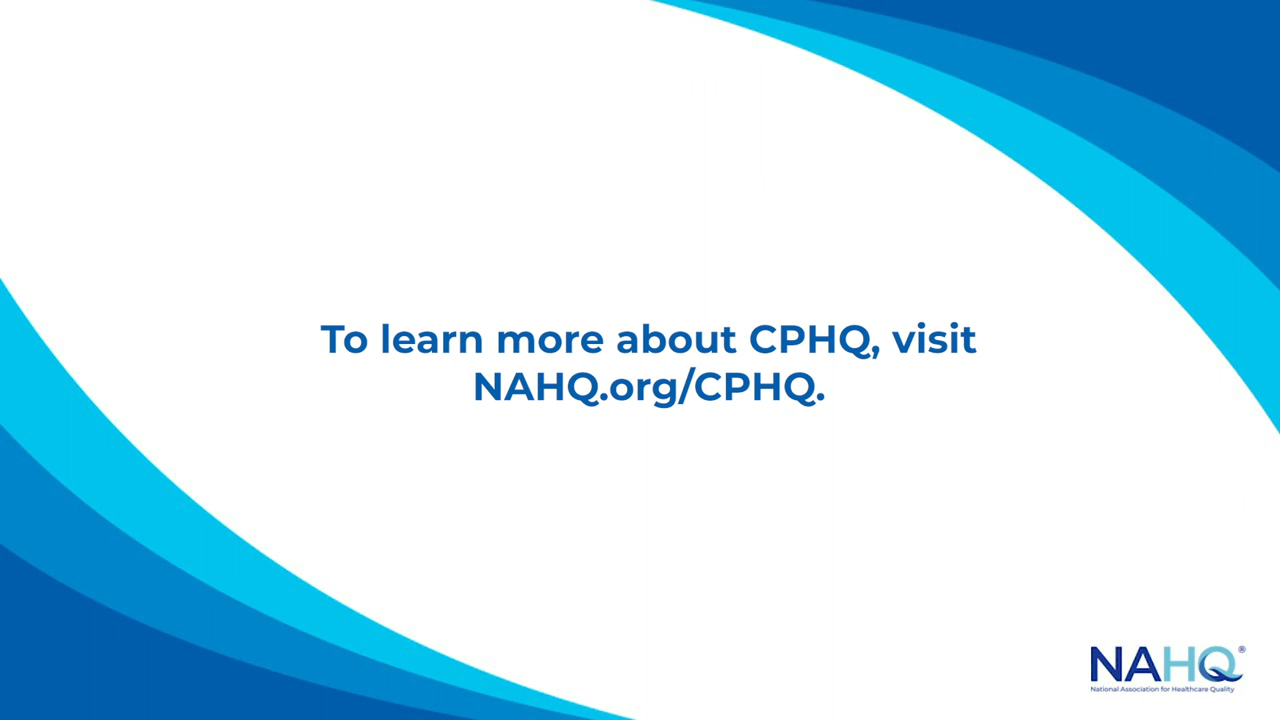 To learn more about CPHQ, visit
NAHQ.org/CPHQ.
NAHQ®
National Association for Healthcare Quality